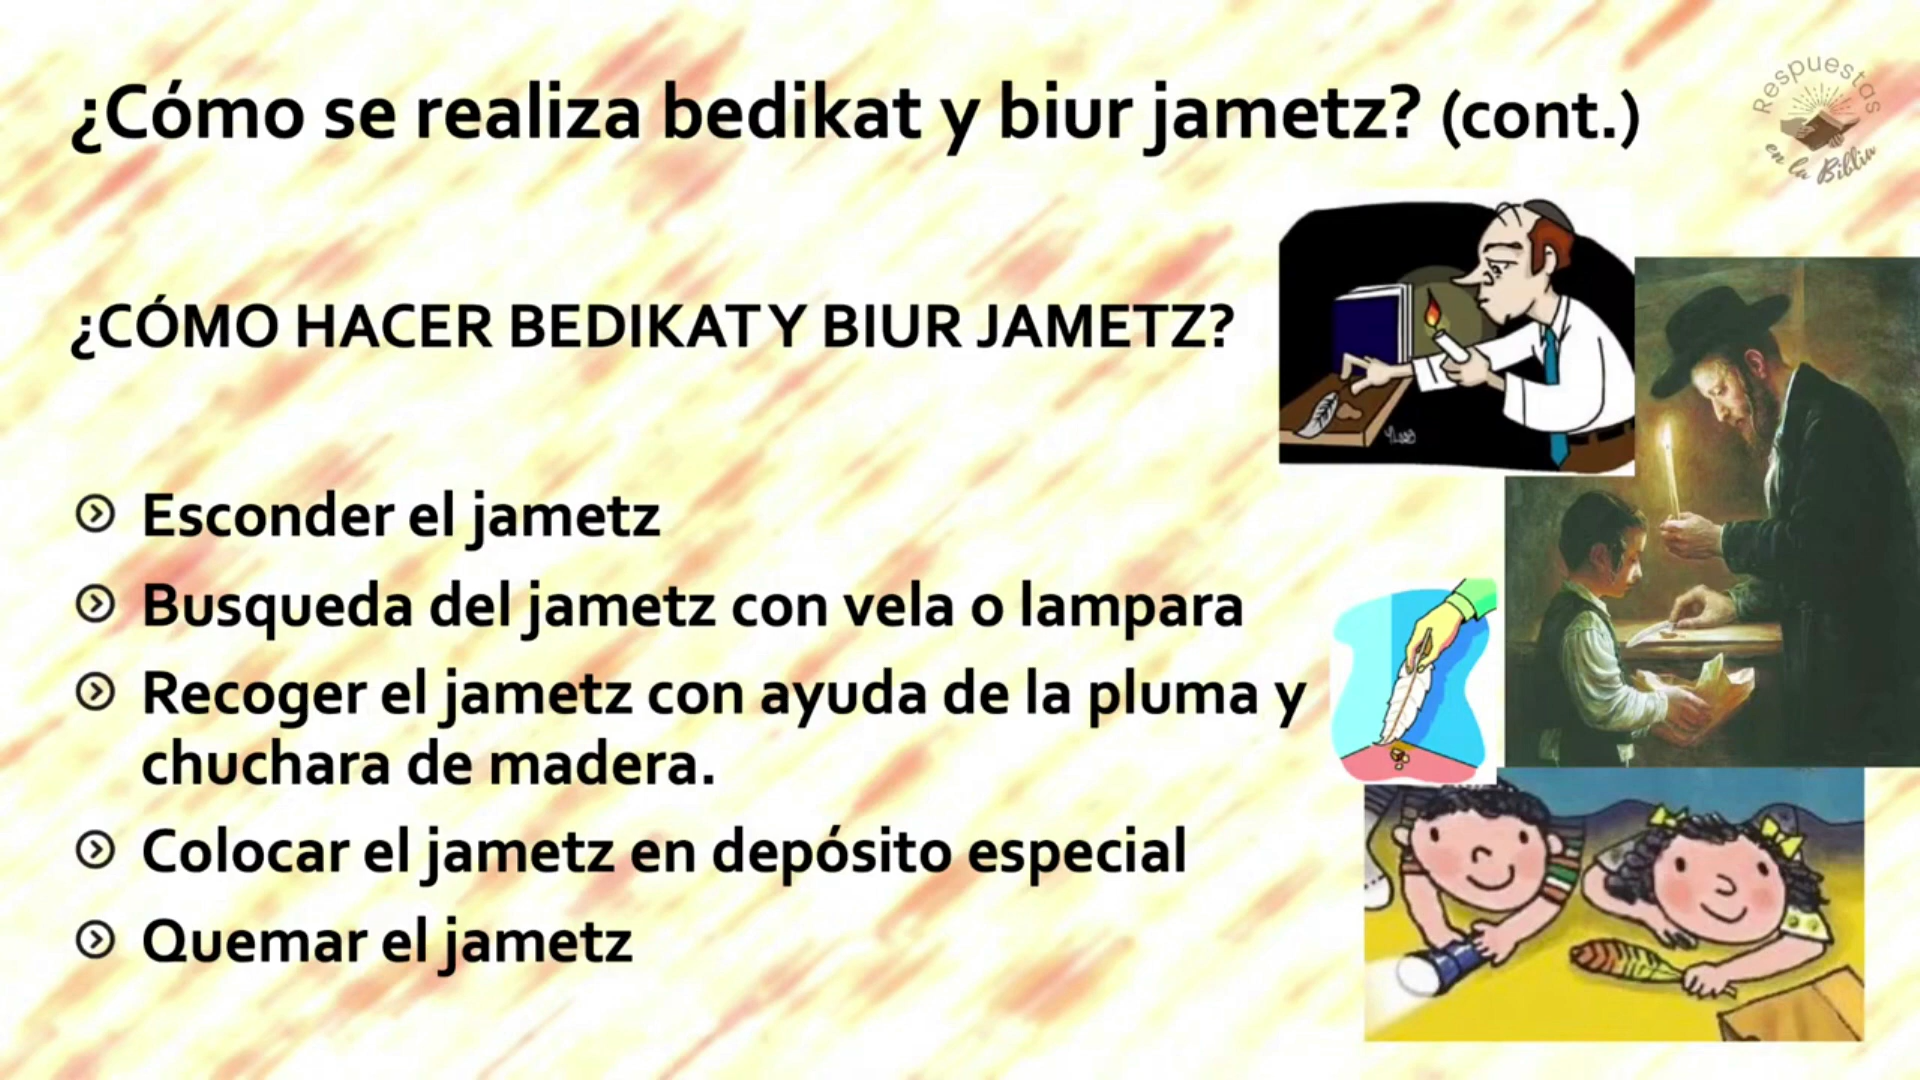 ¿Cómo se realiza bedikat y biur jametz? (cont.)
Respuestas
en la Biblia
¿CÓMO HACER BEDIKAT Y BIUR JAMETZ?
Esconder el jametz
Busqueda del jametz con vela o lampara
Recoger el jametz con ayuda de la pluma y
chuchara de madera.
Colocar el jametz en depósito especial
Quemar el jametz